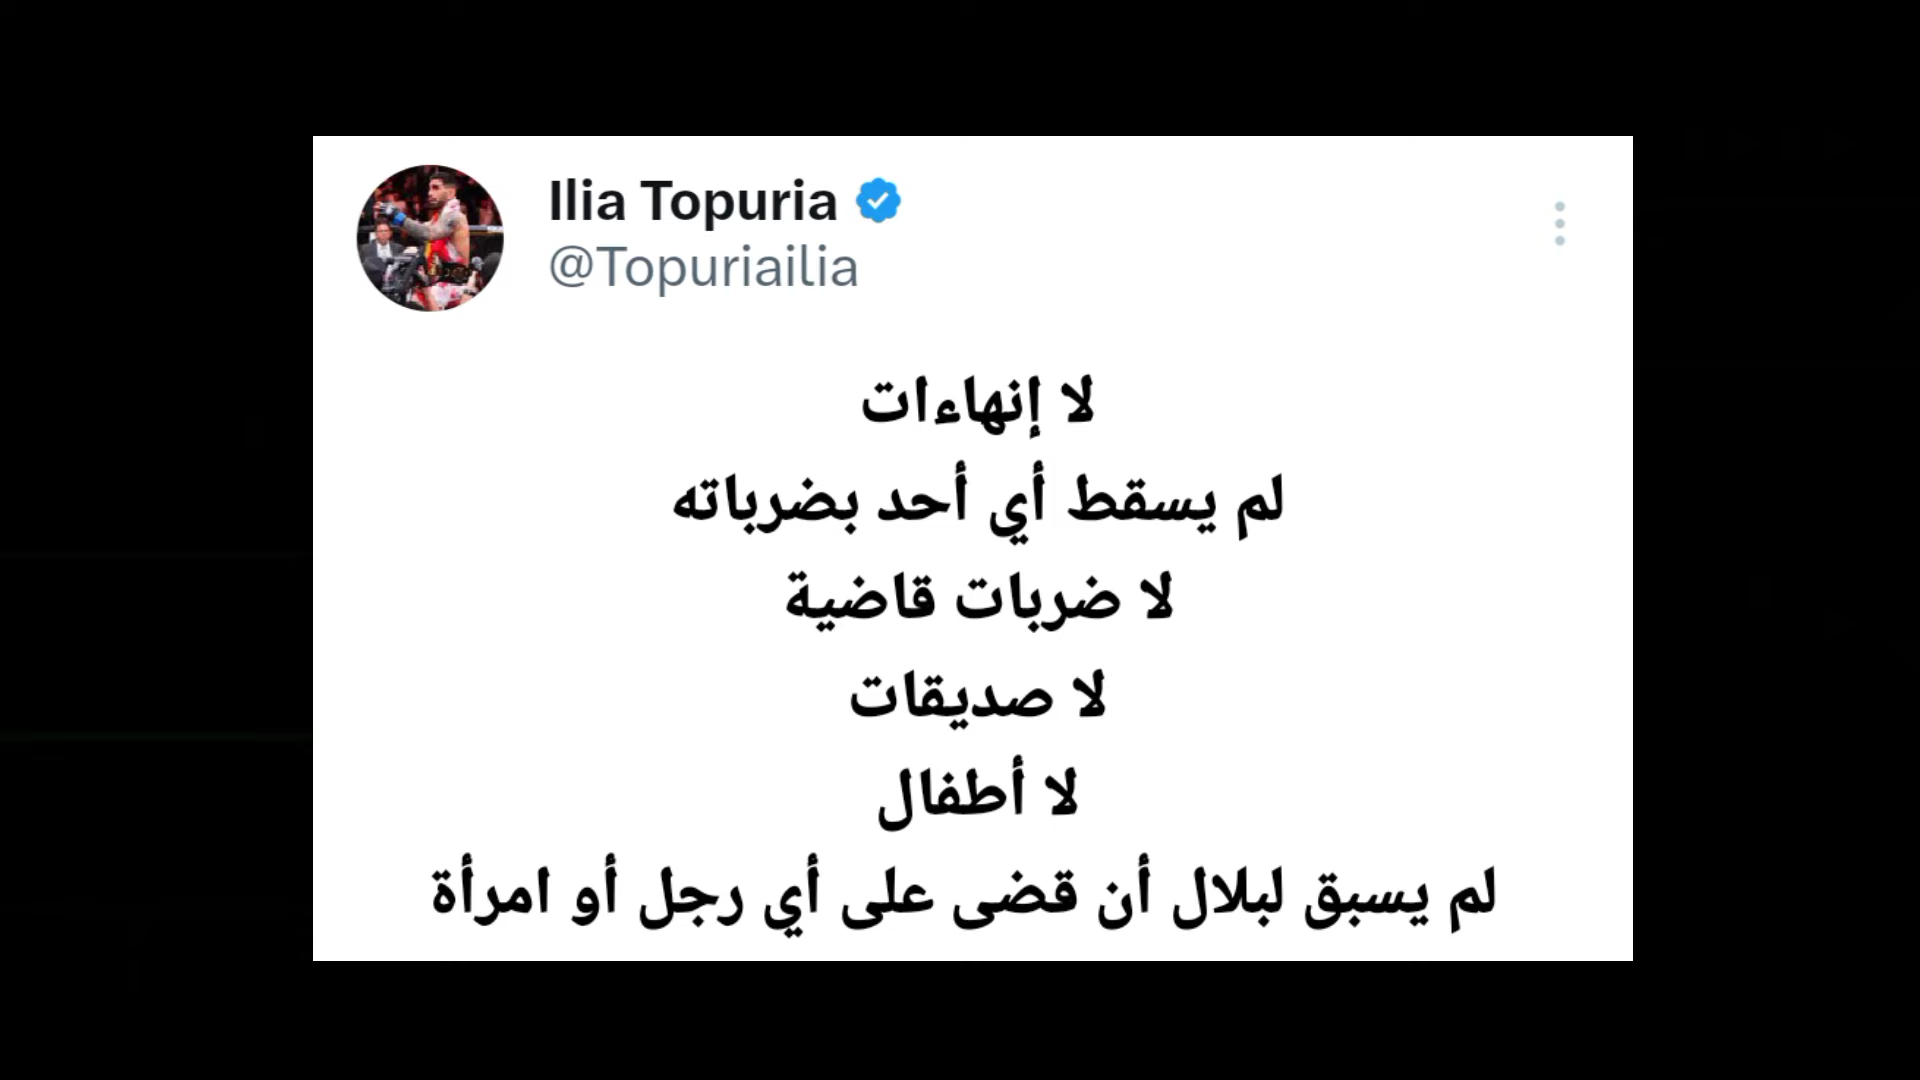 Ilia Topuria
@Topuriailia
لا إنهاءات
لم يسقط أي أحد بضرباته
لا ضربات قاضية
لا صديقات
لا أطفال
لم يسبق لبلال أن قضى على أي رجل أو امرأة